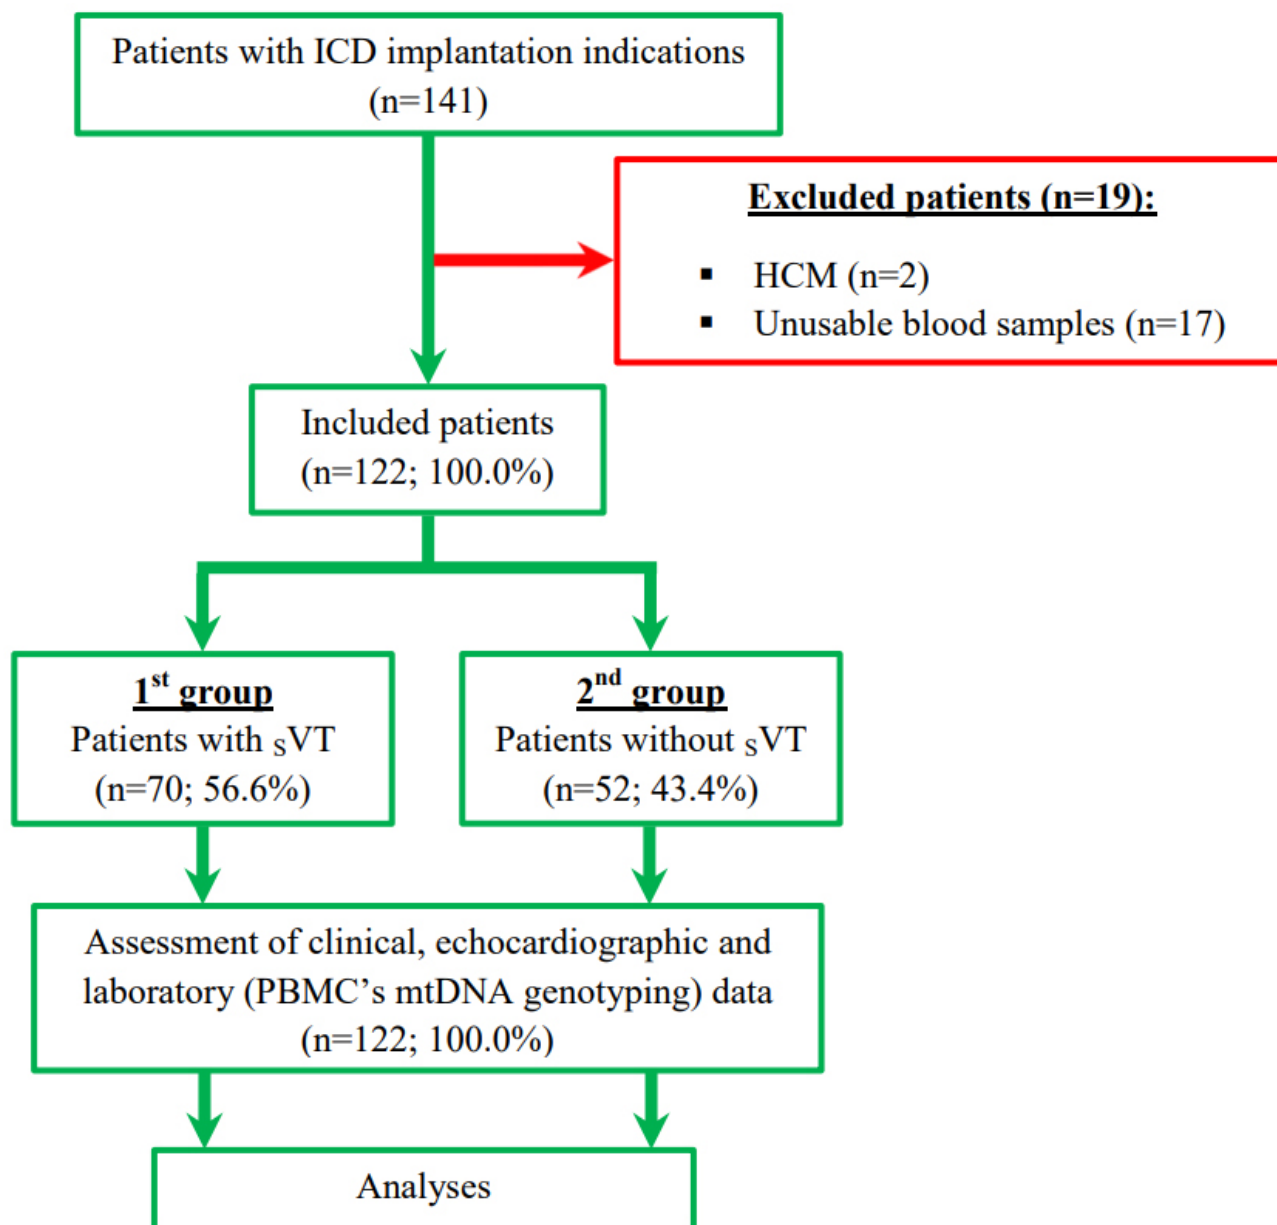 Patients with ICD implantation indications
(n=141)
Excluded patients (n=19):
▪ HCM (n=2)
▪ Unusable blood samples (n=17)
Included patients
(n=122; 100.0%)
1st group
Patients with sVT
(n=70; 56.6%)
2nd group
Patients without sVT
(n=52; 43.4%)
Assessment of clinical, echocardiographic and
laboratory (PBMC’s mtDNA genotyping) data
(n=122; 100.0%)
Analyses